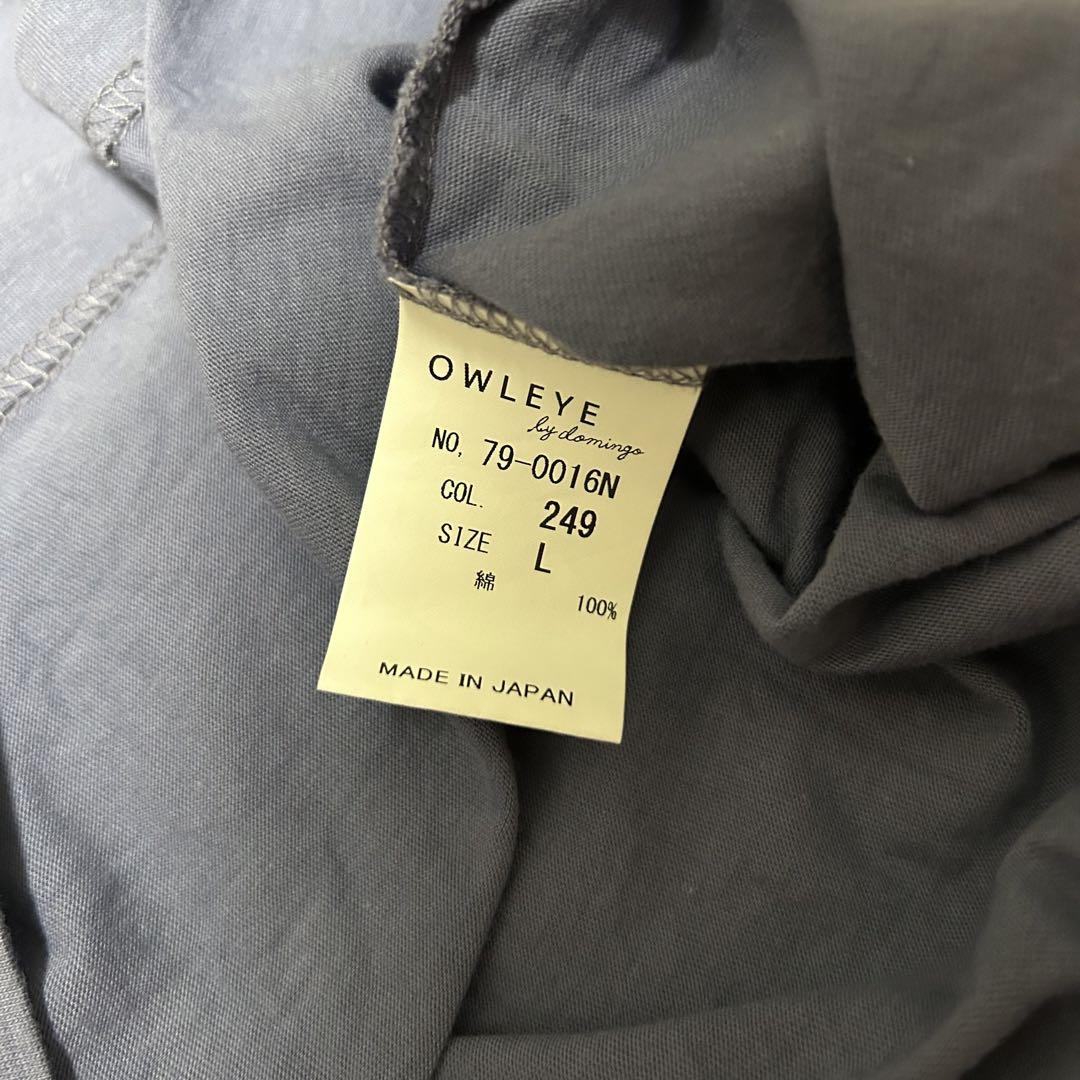 OWLEYE
by domingo
NO, 79-0016N
COL. 249
SIZE L
綿 100%
MADE IN JAPAN